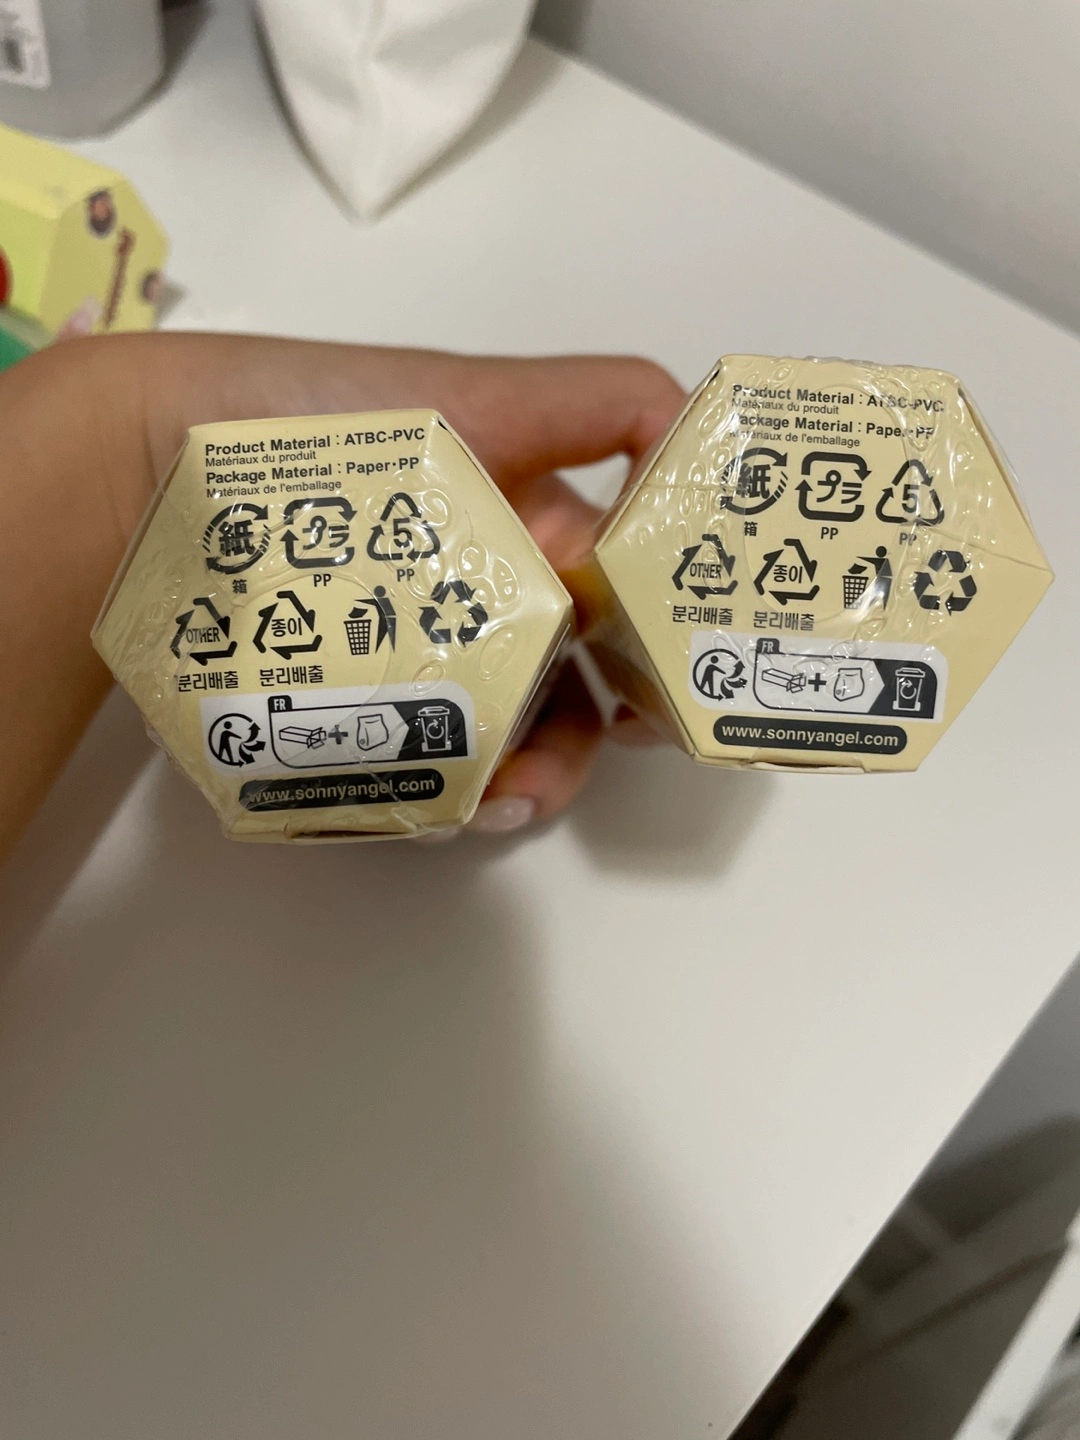 Product Material : ATBC-PVC
Matériaux du produit
Package Material : Paper・PP
Matériaux de l'emballage
紙
プラ
5
箱
PP
PP
OTHER
종이
분리배출
분리배출
FR
www.sonnyangel.com
Product Material : ATBC-PVC
Matériaux du produit
Package Material : Paper・PP
Matériaux de l'emballage
紙
プラ
5
箱
PP
PP
OTHER
종이
분리배출
분리배출
FR
www.sonnyangel.com